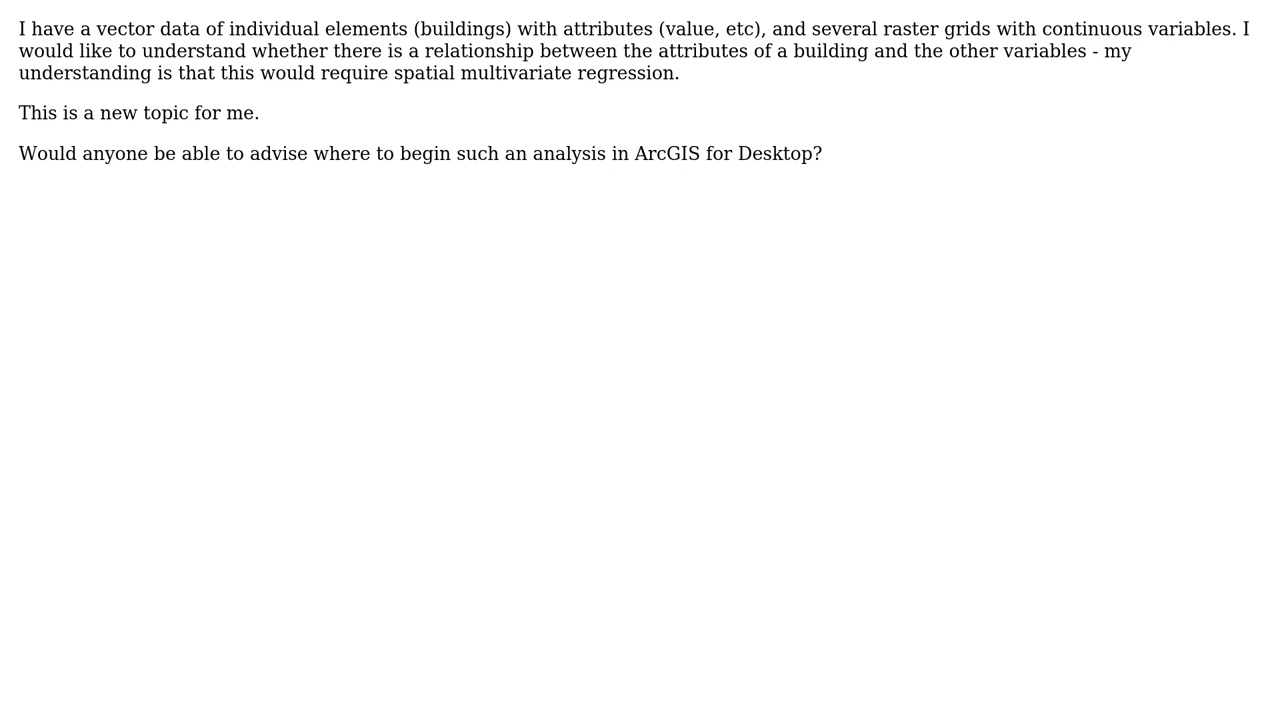 I have a vector data of individual elements (buildings) with attributes (value, etc), and several raster grids with continuous variables. I
would like to understand whether there is a relationship between the attributes of a building and the other variables - my
understanding is that this would require spatial multivariate regression.
This is a new topic for me.
Would anyone be able to advise where to begin such an analysis in ArcGIS for Desktop?